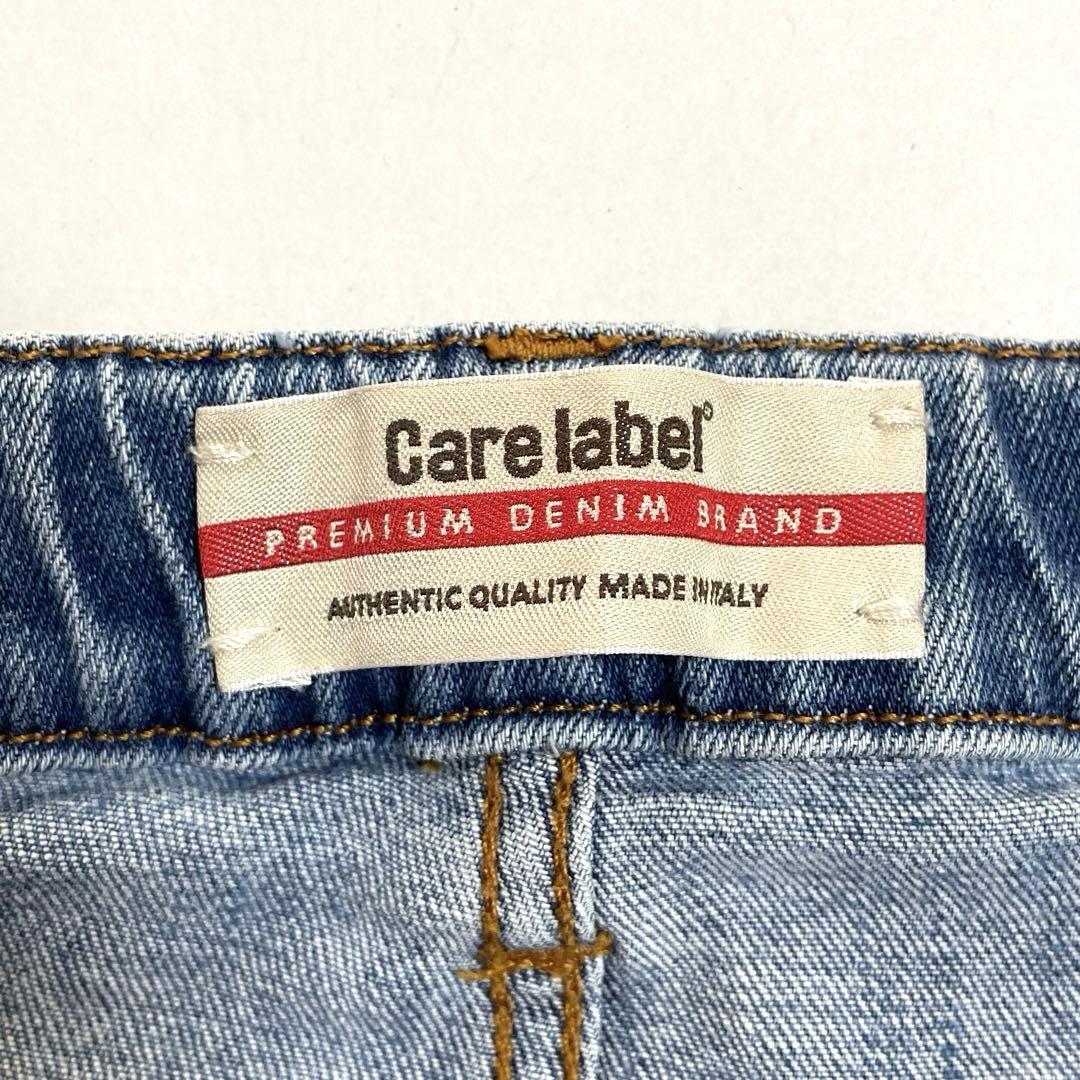 Care label°
PREMIUM DENIM BRAND
AUTHENTIC QUALITY MADE IN ITALY